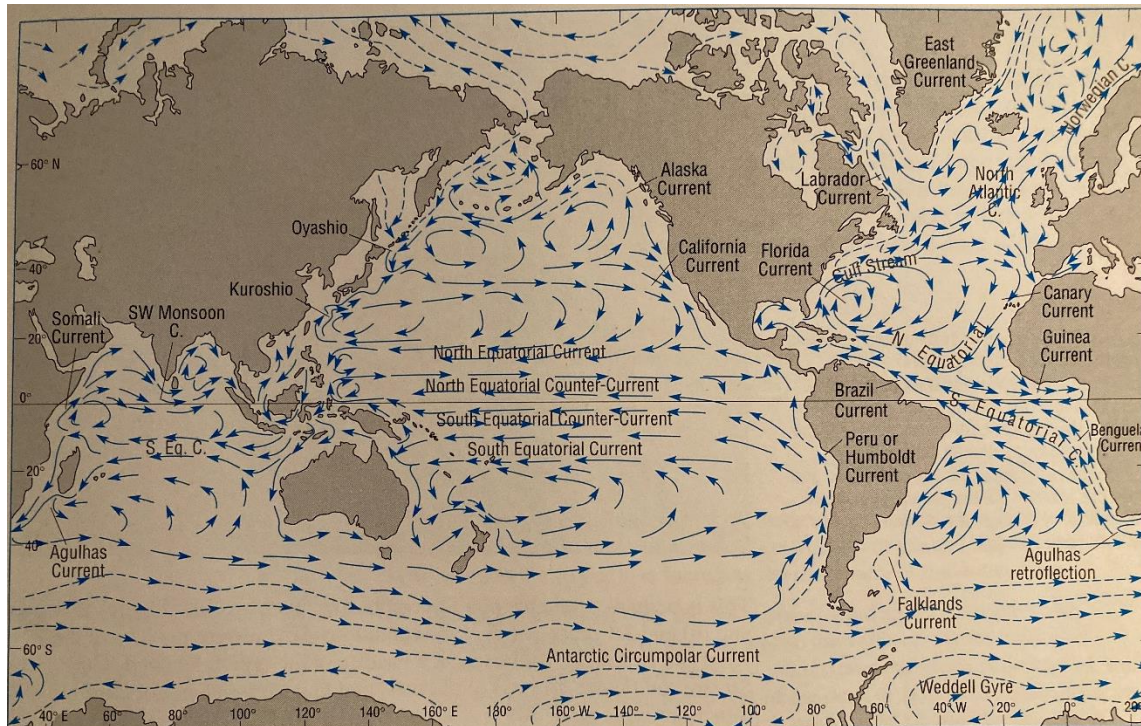 East
Greenland
Current
Norwegian C.
60° N
Alaska
Current
Labrador
Current
North
Atlantic
C.
Oyashio
California
Current
Florida
Current
Gulf Stream
40°
Kuroshio
Canary
Current
Somali
Current
SW Monsoon
C.
20°
Guinea
Current
North Equatorial Current
N Equatorial
North Equatorial Counter-Current
0°
Brazil
Current
South Equatorial Counter-Current
S. Equatorial C.
Benguela
Current
S. Eq. C.
South Equatorial Current
Peru or
Humboldt
Current
20°
40
Agulhas
Current
Agulhas
retroflection
Falklands
Current
60° S
Antarctic Circumpolar Current
Weddell Gyre
40° E 60° 80° 100° 120° 140° 160° 180° 160° W 140° 120° 100° 80° 60° 40° W 20° 0° 20°